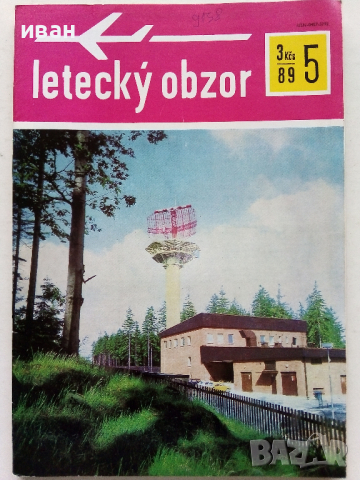 иван
letecký obzor
3 Kčs
89
5
BAZAR